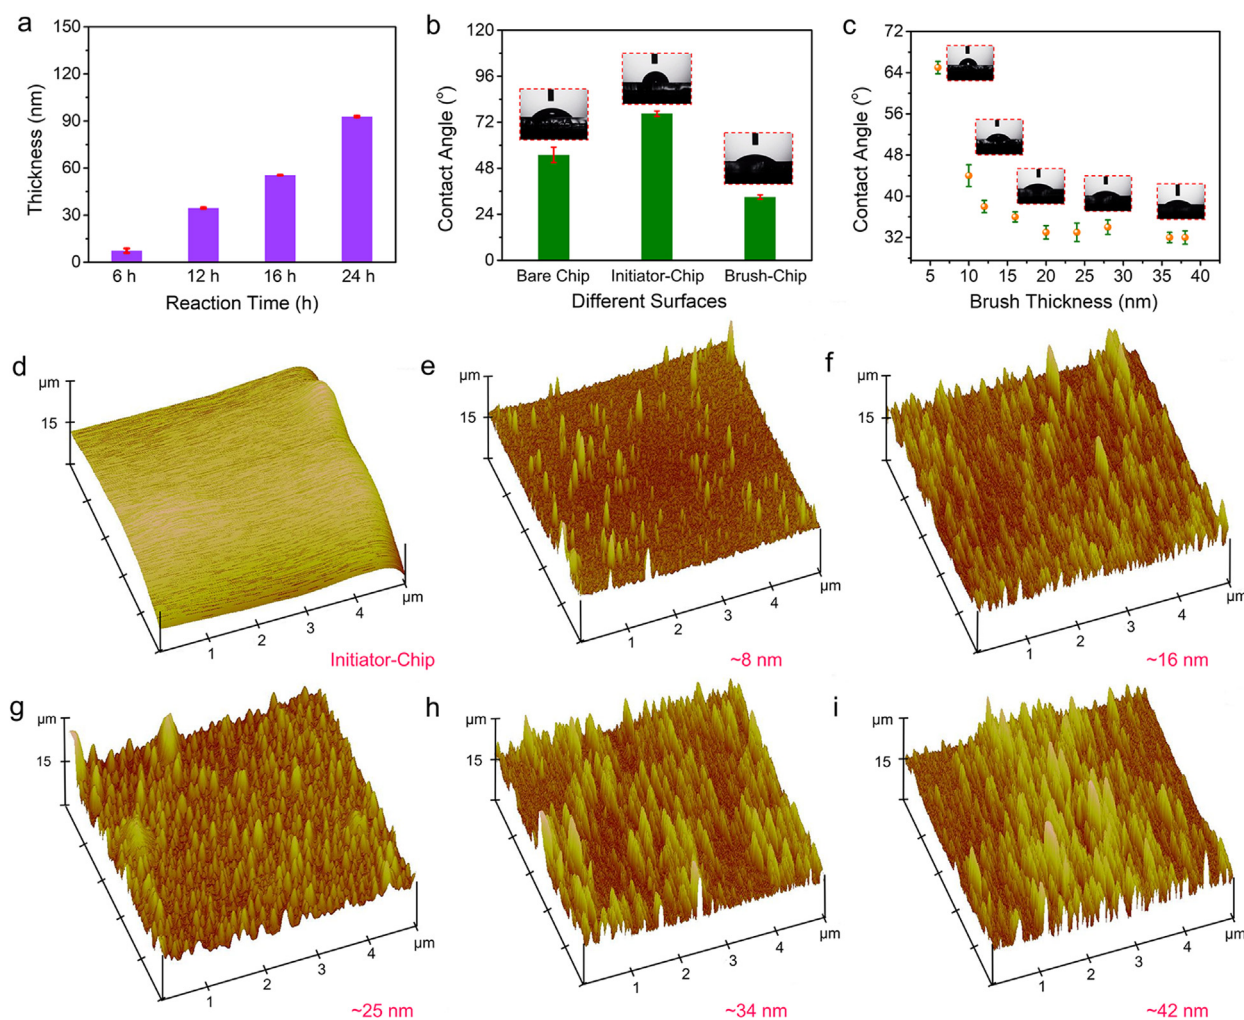 a
150
120
90
60
30
0
Thickness (nm)
6 h 12 h 16 h 24 h
Reaction Time (h)
b
120
96
72
48
24
0
Contact Angle (°)
Bare Chip Initiator-Chip Brush-Chip
Different Surfaces
c
72
64
56
48
40
32
Contact Angle (°)
5 10 15 20 25 30 35 40
Brush Thickness (nm)
d
µm
15
1 2 3 4
µm
Initiator-Chip
e
µm
15
1 2 3 4
µm
~8 nm
f
µm
15
1 2 3 4
µm
~16 nm
g
µm
15
1 2 3 4
µm
~25 nm
h
µm
15
1 2 3 4
µm
~34 nm
i
µm
15
1 2 3 4
µm
~42 nm